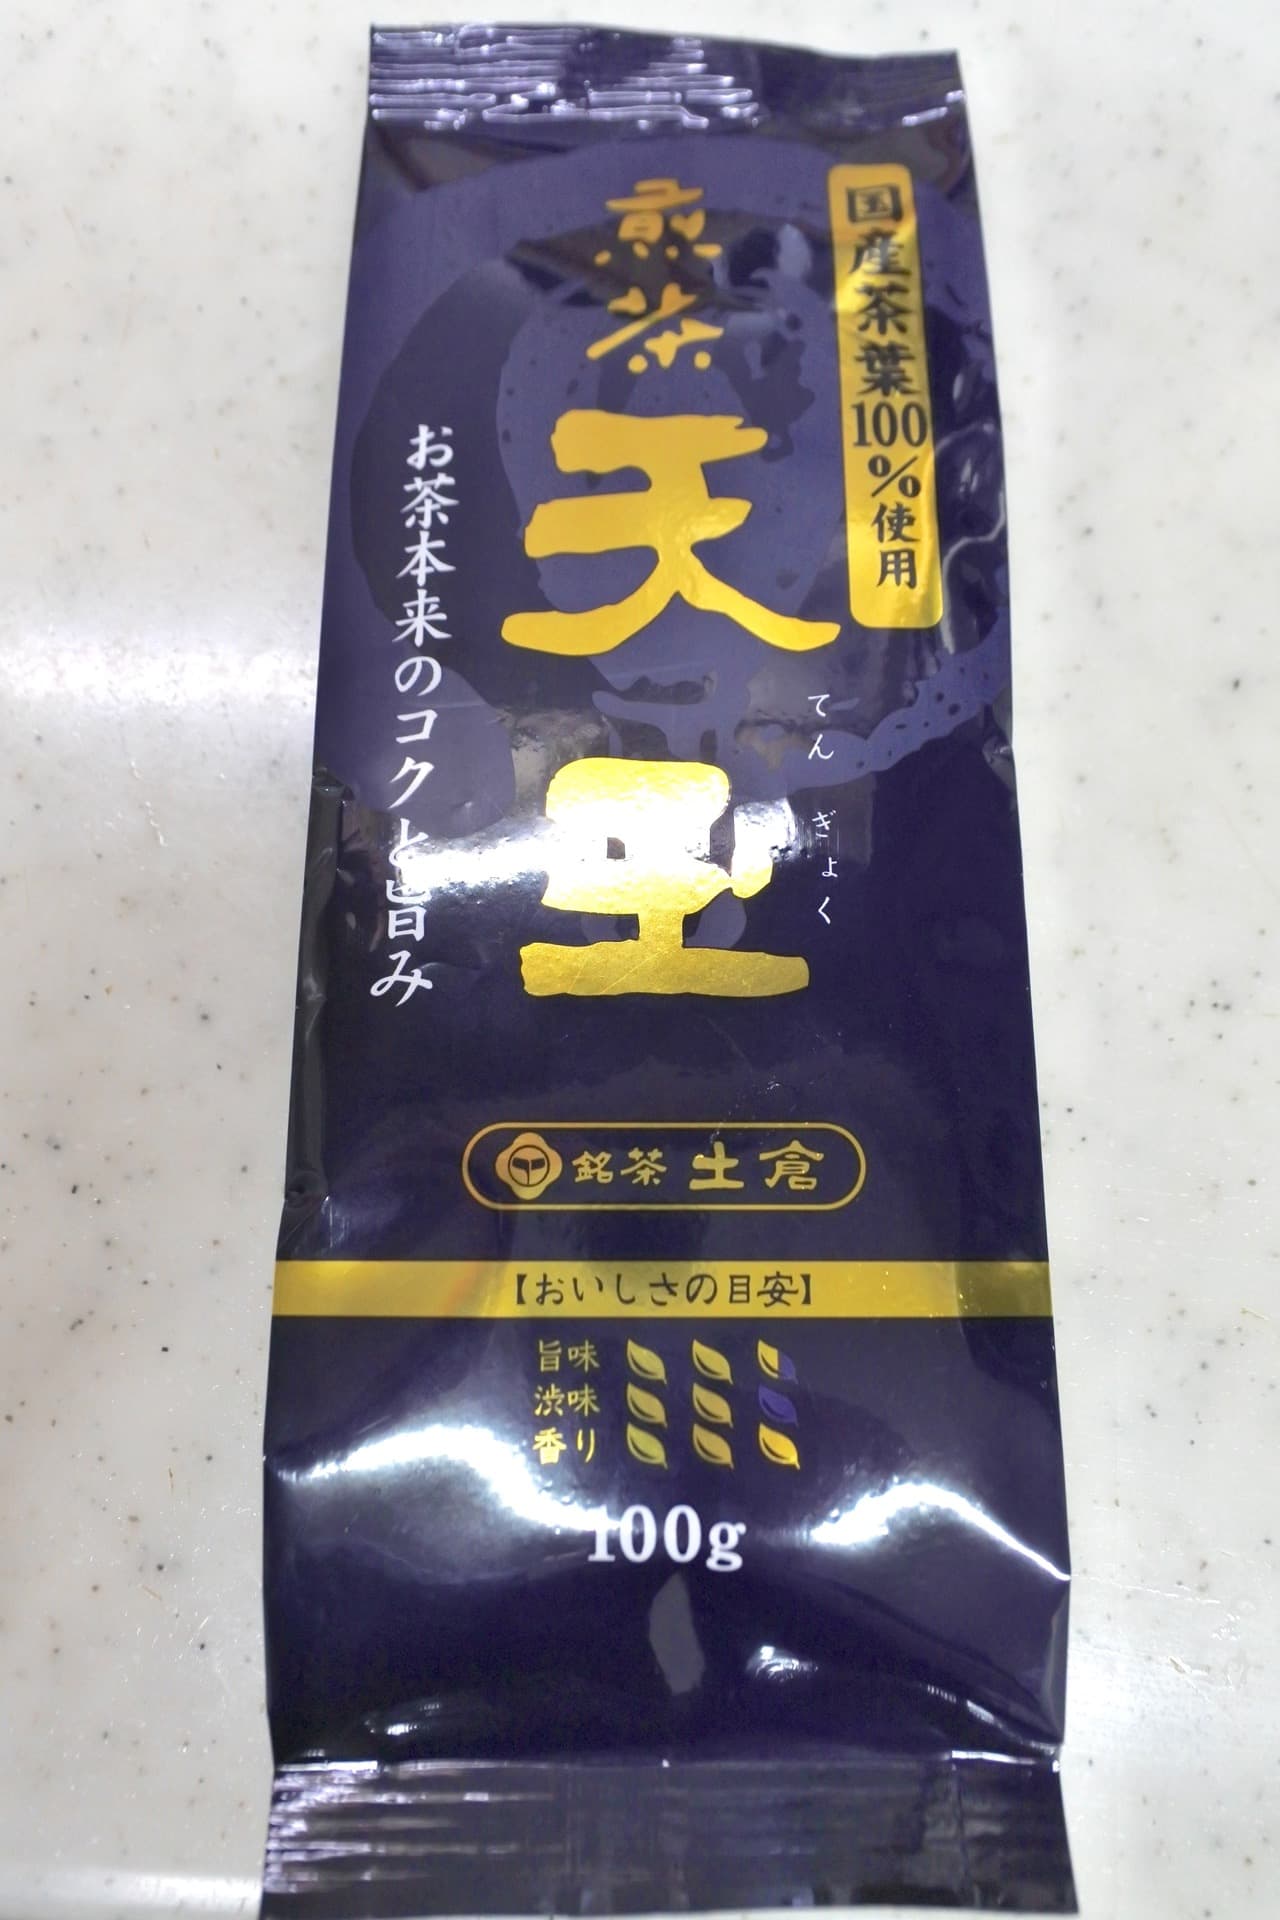 国産茶葉100%使用
煎茶
天玉
てんぎょく
お茶本来のコクと旨み
銘茶 土倉
【おいしさの目安】
旨味
渋味
香り
100g